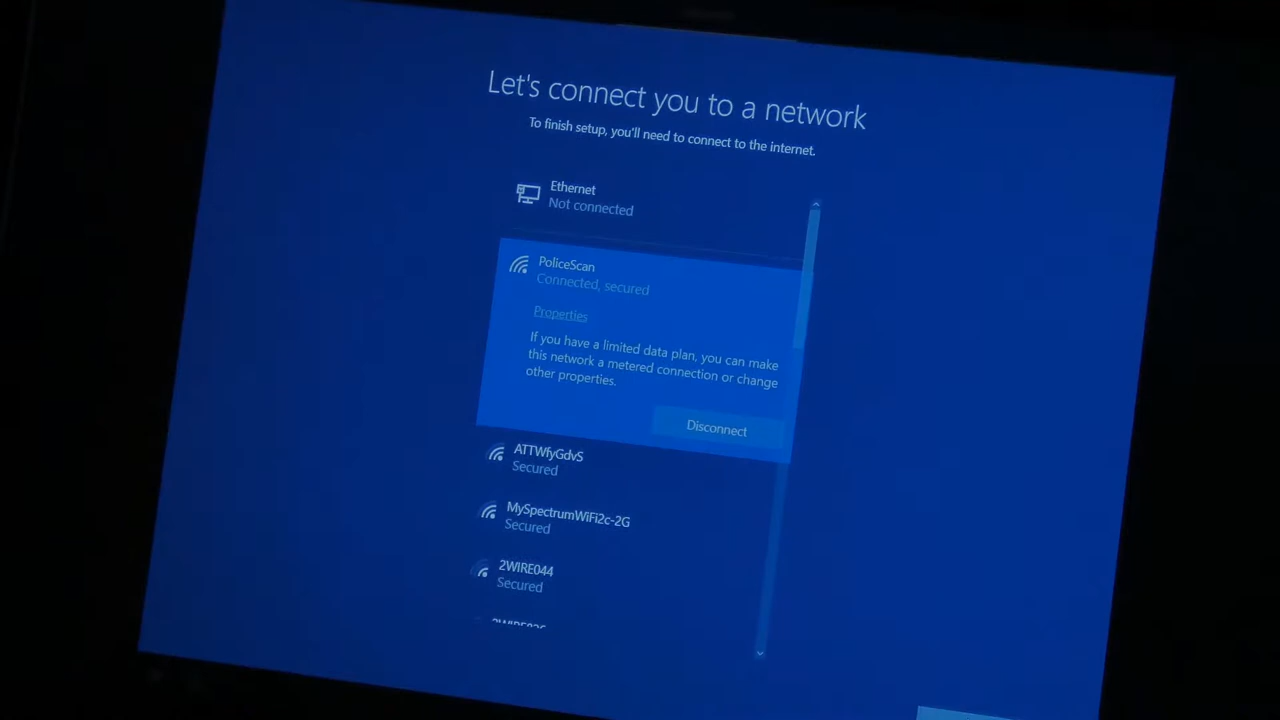 Let's connect you to a network
To finish setup, you'll need to connect to the internet.
Ethernet
Not connected
PoliceScan
Connected, secured
Properties
If you have a limited data plan, you can make
this network a metered connection or change
other properties.
Disconnect
ATTWfyGdvS
Secured
MySpectrumWiFi2c-2G
Secured
2WIRE044
Secured